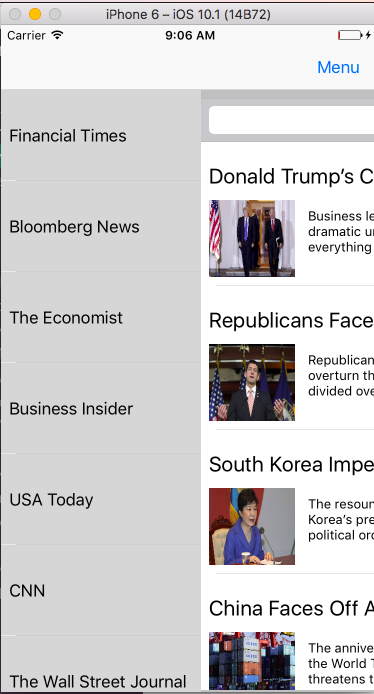 iPhone 6 – iOS 10.1 (14B72)
Carrier 9:06 AM
Menu
Financial Times
Bloomberg News
The Economist
Business Insider
USA Today
CNN
The Wall Street Journal
Donald Trump’s C
Business le
dramatic u
everything
Republicans Face
Republican
overturn th
divided ove
South Korea Impe
The resoun
Korea’s pre
political or
China Faces Off A
The annive
the World T
threatens t